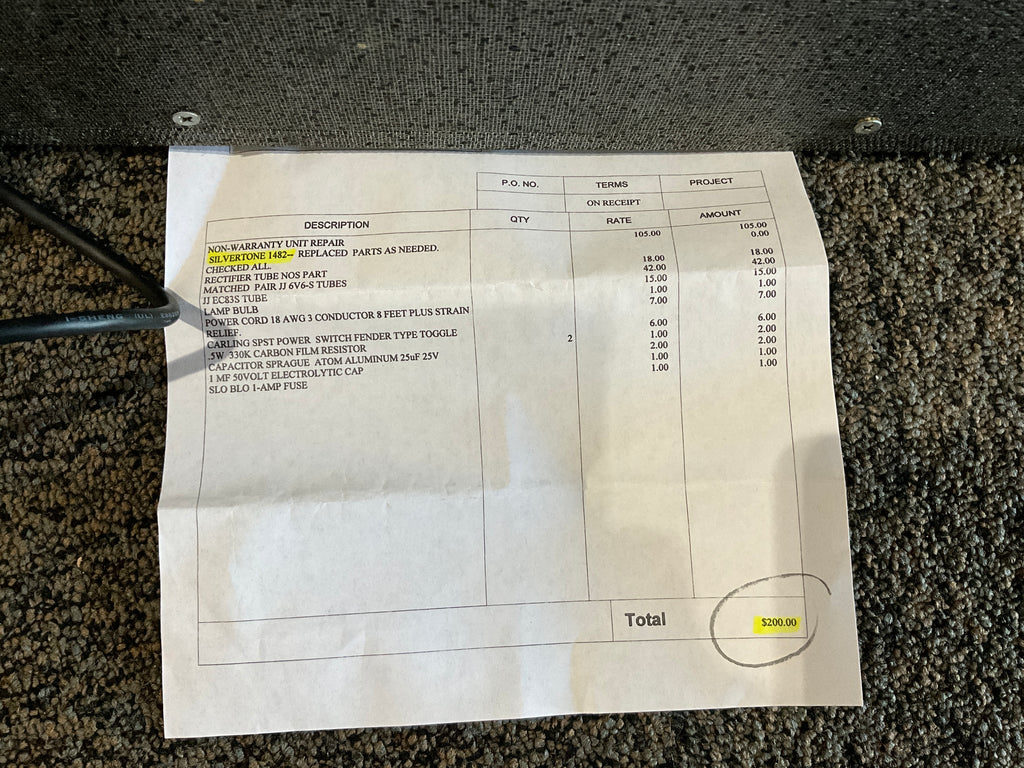 P.O. NO. TERMS PROJECT
ON RECEIPT
DESCRIPTION QTY RATE AMOUNT
NON-WARRANTY UNIT REPAIR 105.00 105.00
SILVERTONE 1482-- REPLACED PARTS AS NEEDED. 0.00
CHECKED ALL.
RECTIFIER TUBE NOS PART 18.00 18.00
MATCHED PAIR JJ 6V6-S TUBES 42.00 42.00
JJ EC83S TUBE 15.00 15.00
LAMP BULB 1.00 1.00
POWER CORD 18 AWG 3 CONDUCTOR 8 FEET PLUS STRAIN 7.00 7.00
RELIEF.
CARLING SPST POWER SWITCH FENDER TYPE TOGGLE 6.00 6.00
.5W 330K CARBON FILM RESISTOR 2 1.00 2.00
CAPACITOR SPRAGUE ATOM ALUMINUM 25uF 25V 2.00 2.00
1 MF 50VOLT ELECTROLYTIC CAP 1.00 1.00
SLO BLO 1-AMP FUSE 1.00 1.00
Total $200.00
I-SHENG (UL)